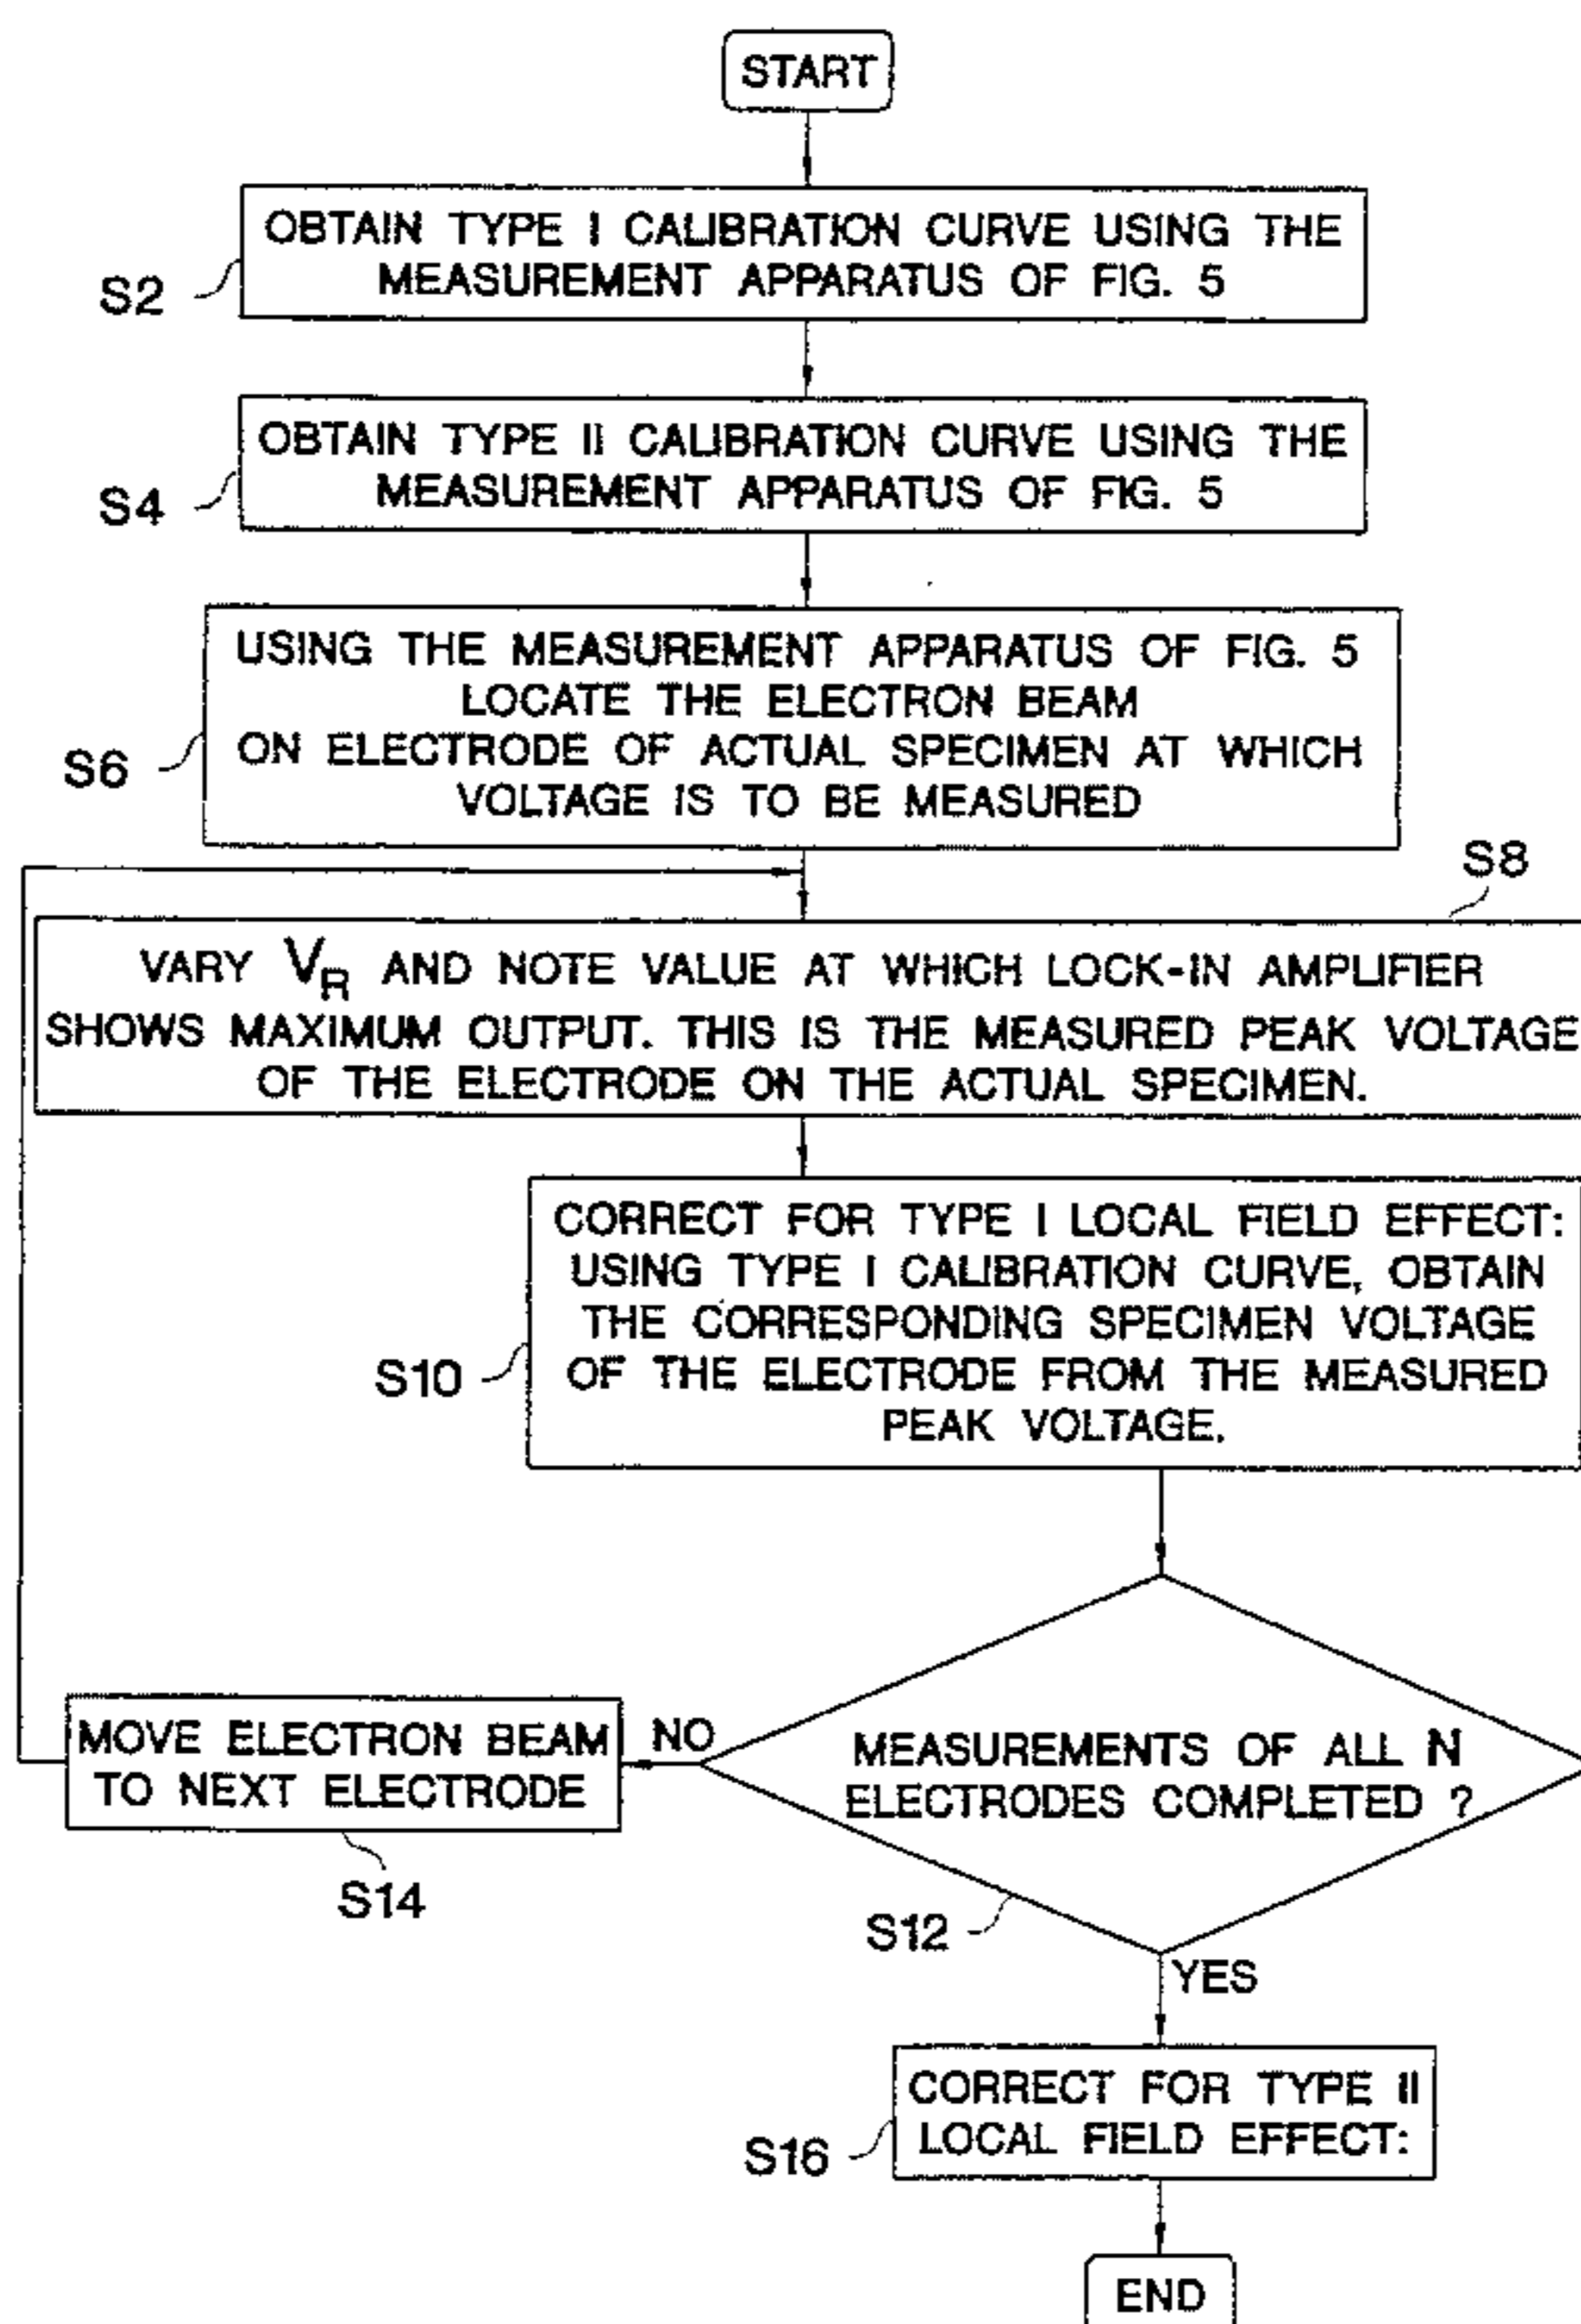 START
OBTAIN TYPE I CALIBRATION CURVE USING THE
MEASUREMENT APPARATUS OF FIG. 5
S2
OBTAIN TYPE II CALIBRATION CURVE USING THE
MEASUREMENT APPARATUS OF FIG. 5
S4
USING THE MEASUREMENT APPARATUS OF FIG. 5
LOCATE THE ELECTRON BEAM
ON ELECTRODE OF ACTUAL SPECIMEN AT WHICH
VOLTAGE IS TO BE MEASURED
S6
S8
VARY VR AND NOTE VALUE AT WHICH LOCK-IN AMPLIFIER
SHOWS MAXIMUM OUTPUT. THIS IS THE MEASURED PEAK VOLTAGE
OF THE ELECTRODE ON THE ACTUAL SPECIMEN.
CORRECT FOR TYPE I LOCAL FIELD EFFECT:
USING TYPE I CALIBRATION CURVE, OBTAIN
THE CORRESPONDING SPECIMEN VOLTAGE
OF THE ELECTRODE FROM THE MEASURED
PEAK VOLTAGE.
S10
MEASUREMENTS OF ALL N
ELECTRODES COMPLETED ?
S12
NO
MOVE ELECTRON BEAM
TO NEXT ELECTRODE
S14
YES
CORRECT FOR TYPE II
LOCAL FIELD EFFECT:
S16
END